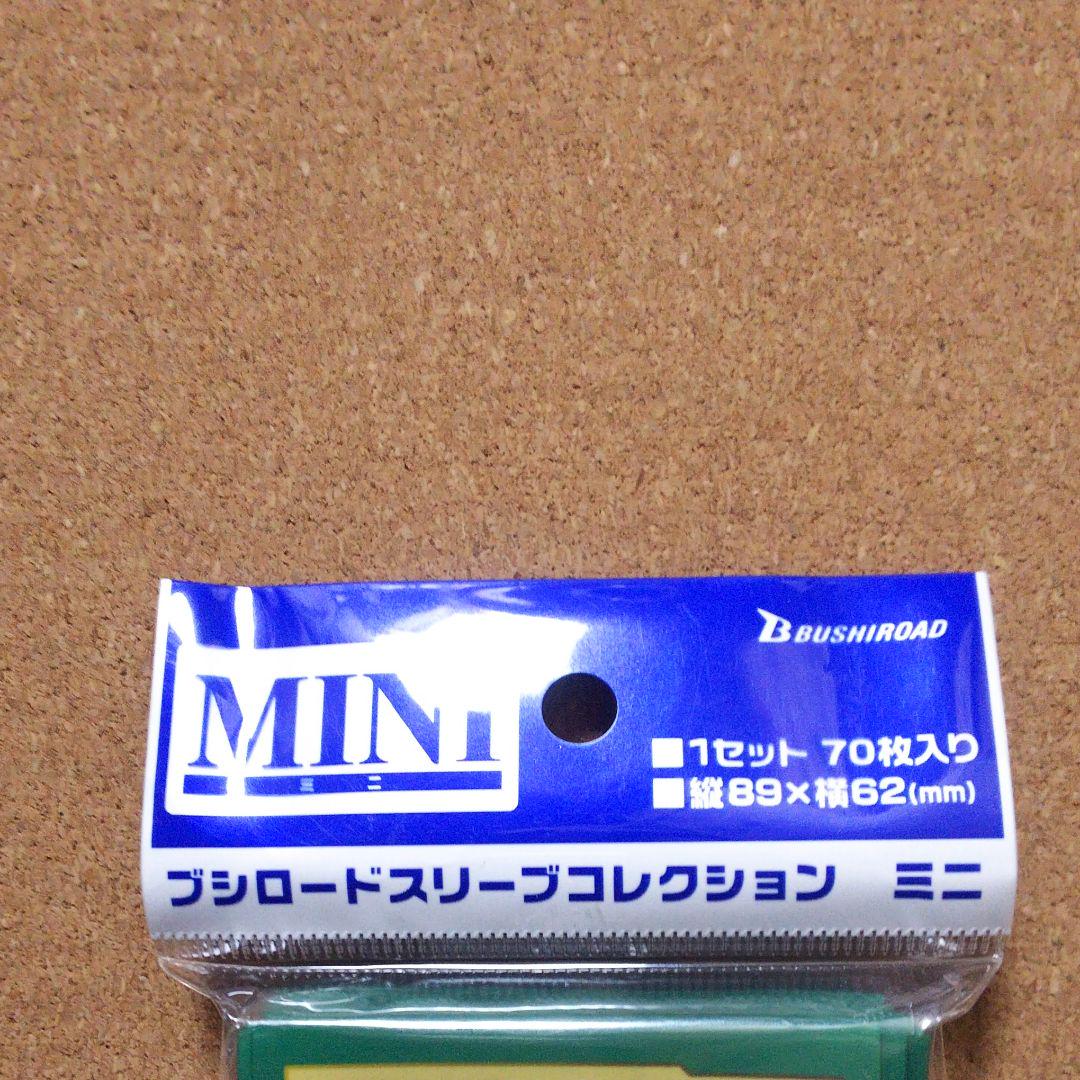 BUSHIROAD
MINI
ミニ
■1セット 70枚入り
■縦89×横62(mm)
ブシロードスリーブコレクション ミニ